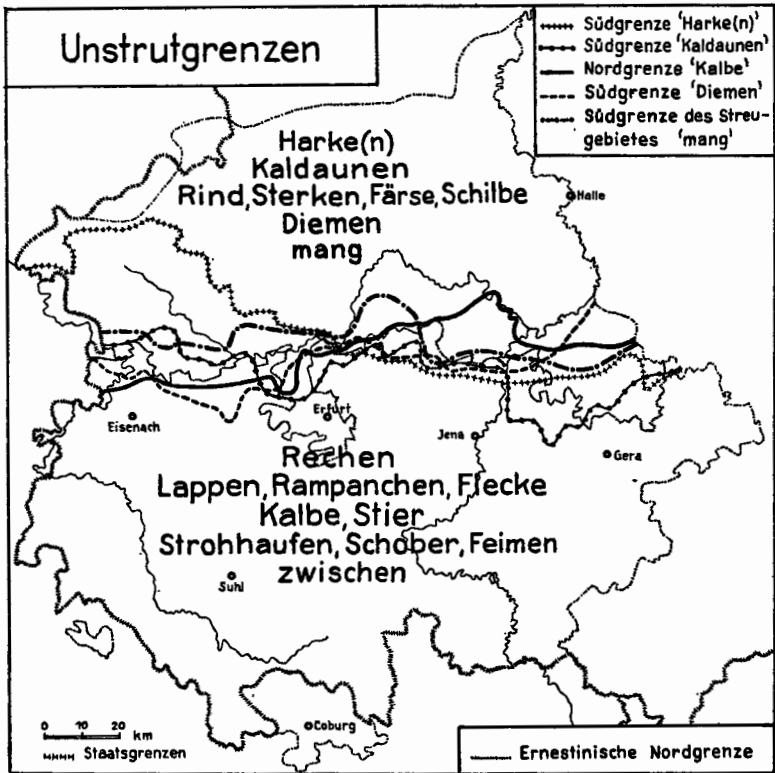 Unstrutgrenzen
Südgrenze 'Harke(n)'
Südgrenze 'Kaldaunen'
Nordgrenze 'Kalbe'
Südgrenze 'Diemen'
Südgrenze des Streu-
gebietes 'mang'
Harke(n)
Kaldaunen
Rind, Sterken, Färse, Schilbe
Diemen
mang
Halle
Eisenach
Erfurt
Jena
Gera
Rechen
Lappen, Rampanchen, Flecke
Kalbe, Stier
Strohhaufen, Schober, Feimen
zwischen
Suhl
Coburg
0 10 20 km
Staatsgrenzen
Ernestinische Nordgrenze